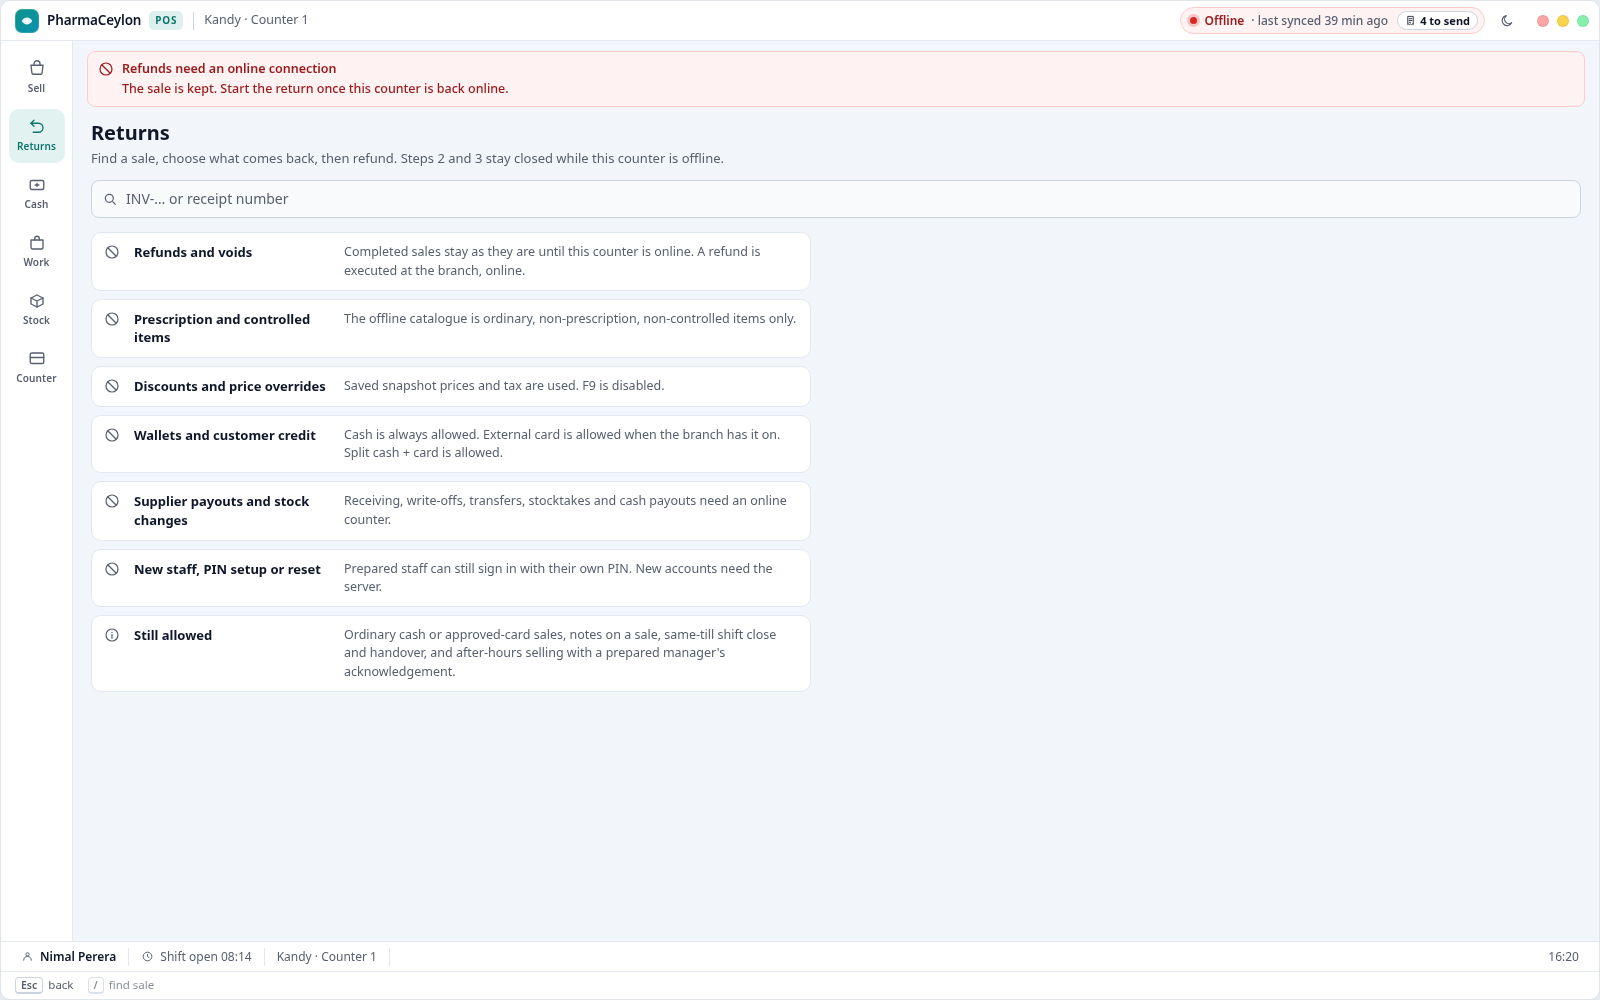 PharmaCeylon POS Kandy · Counter 1
Offline · last synced 39 min ago 4 to send
Sell
Returns
Cash
Work
Stock
Counter
Refunds need an online connection
The sale is kept. Start the return once this counter is back online.
Returns
Find a sale, choose what comes back, then refund. Steps 2 and 3 stay closed while this counter is offline.
INV-... or receipt number
Refunds and voids
Completed sales stay as they are until this counter is online. A refund is
executed at the branch, online.
Prescription and controlled
items
The offline catalogue is ordinary, non-prescription, non-controlled items only.
Discounts and price overrides
Saved snapshot prices and tax are used. F9 is disabled.
Wallets and customer credit
Cash is always allowed. External card is allowed when the branch has it on.
Split cash + card is allowed.
Supplier payouts and stock
changes
Receiving, write-offs, transfers, stocktakes and cash payouts need an online
counter.
New staff, PIN setup or reset
Prepared staff can still sign in with their own PIN. New accounts need the
server.
Still allowed
Ordinary cash or approved-card sales, notes on a sale, same-till shift close
and handover, and after-hours selling with a prepared manager's
acknowledgement.
Nimal Perera
Shift open 08:14
Kandy · Counter 1
16:20
Esc back / find sale